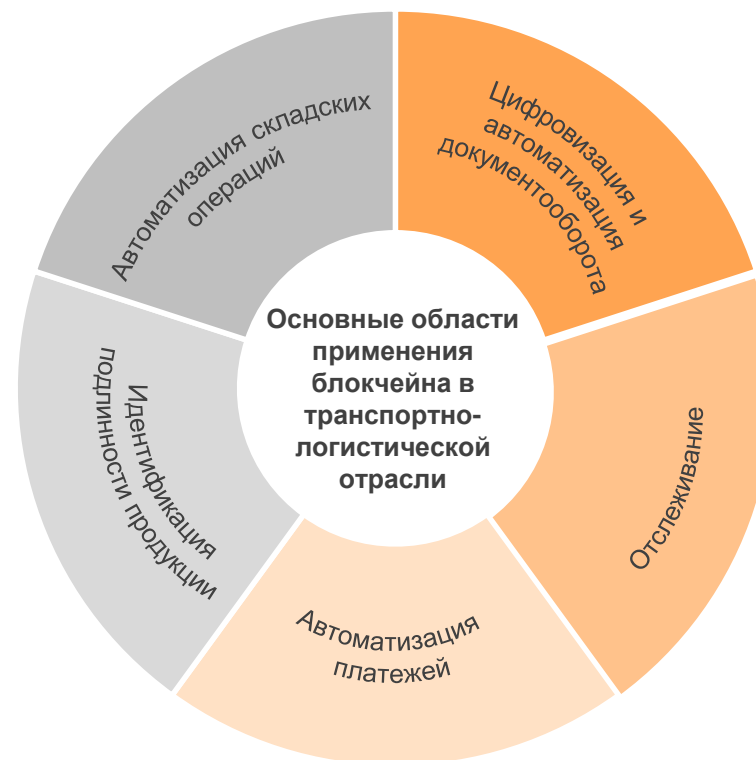 Цифровизация и
автоматизация
документооборота
Отслеживание
Автоматизация
платежей
Идентификация
подлинности продукции
Автоматизация складских
операций
Основные области
применения
блокчейна в
транспортно-
логистической
отрасли